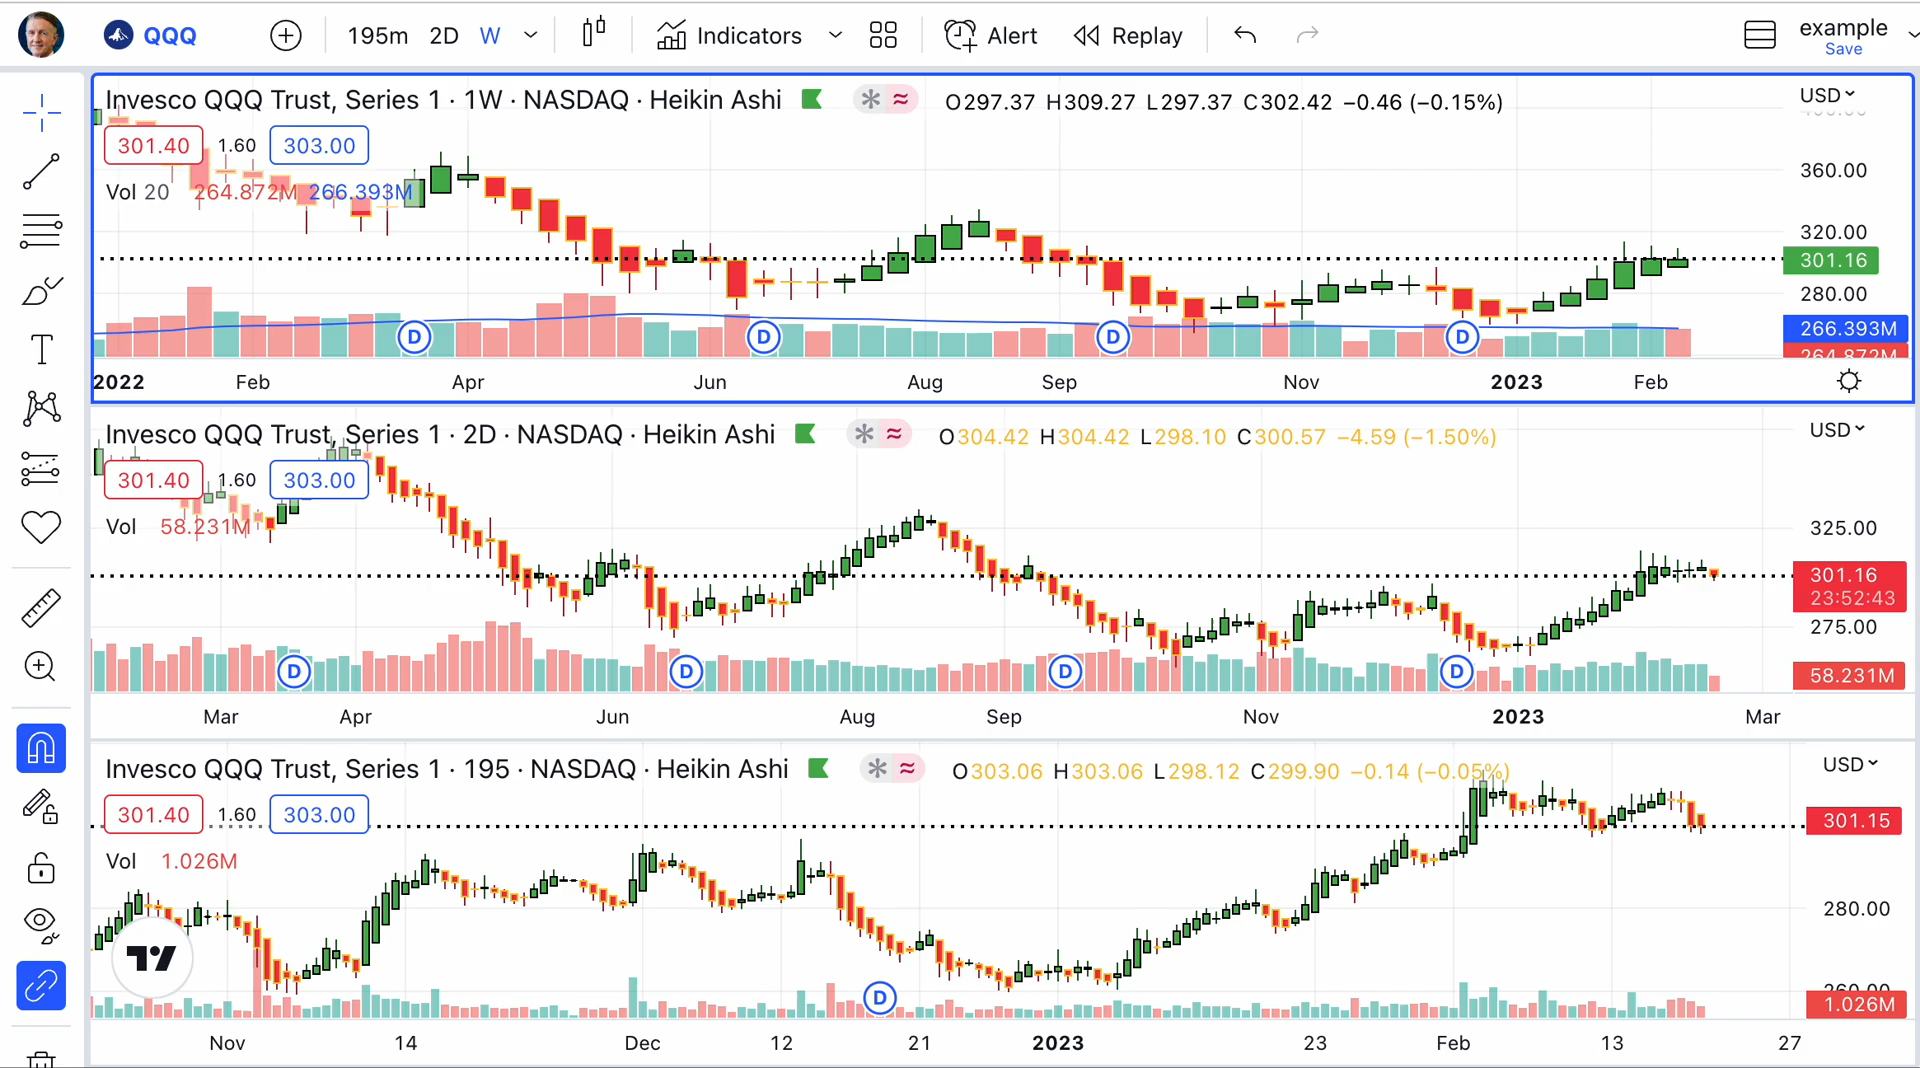 QQQ 195m 2D W Indicators Alert Replay example
Save
Invesco QQQ Trust, Series 1 · 1W · NASDAQ · Heikin Ashi O297.37 H309.27 L297.37 C302.42 −0.46 (−0.15%) USD
301.40 1.60 303.00
360.00
Vol 20 264.872M 266.393M
320.00
301.16
280.00
D D D D
266.393M
264.872M
2022 Feb Apr Jun Aug Sep Nov 2023 Feb
Invesco QQQ Trust, Series 1 · 2D · NASDAQ · Heikin Ashi O304.42 H304.42 L298.10 C300.57 −4.59 (−1.50%) USD
301.40 1.60 303.00
Vol 58.231M
325.00
301.16
23:52:43
275.00
D D D D
58.231M
Mar Apr Jun Aug Sep Nov 2023 Mar
Invesco QQQ Trust, Series 1 · 195 · NASDAQ · Heikin Ashi O303.06 H303.06 L298.12 C299.90 −0.14 (−0.05%) USD
301.40 1.60 303.00
301.15
Vol 1.026M
280.00
260.00
D
1.026M
Nov 14 Dec 12 21 2023 23 Feb 13 27